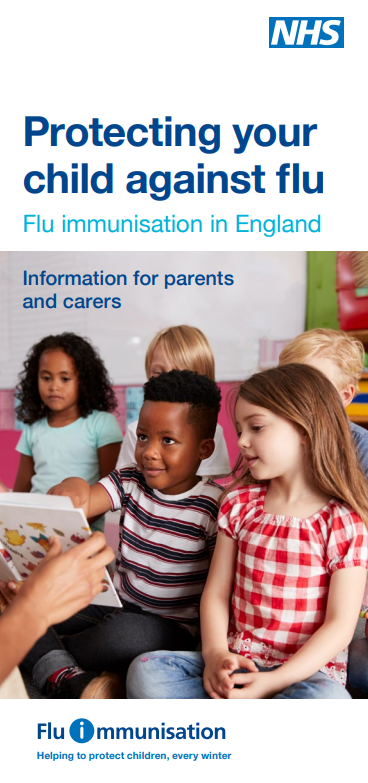 NHS
Protecting your
child against flu
Flu immunisation in England
Information for parents
and carers
Flu immunisation
Helping to protect children, every winter